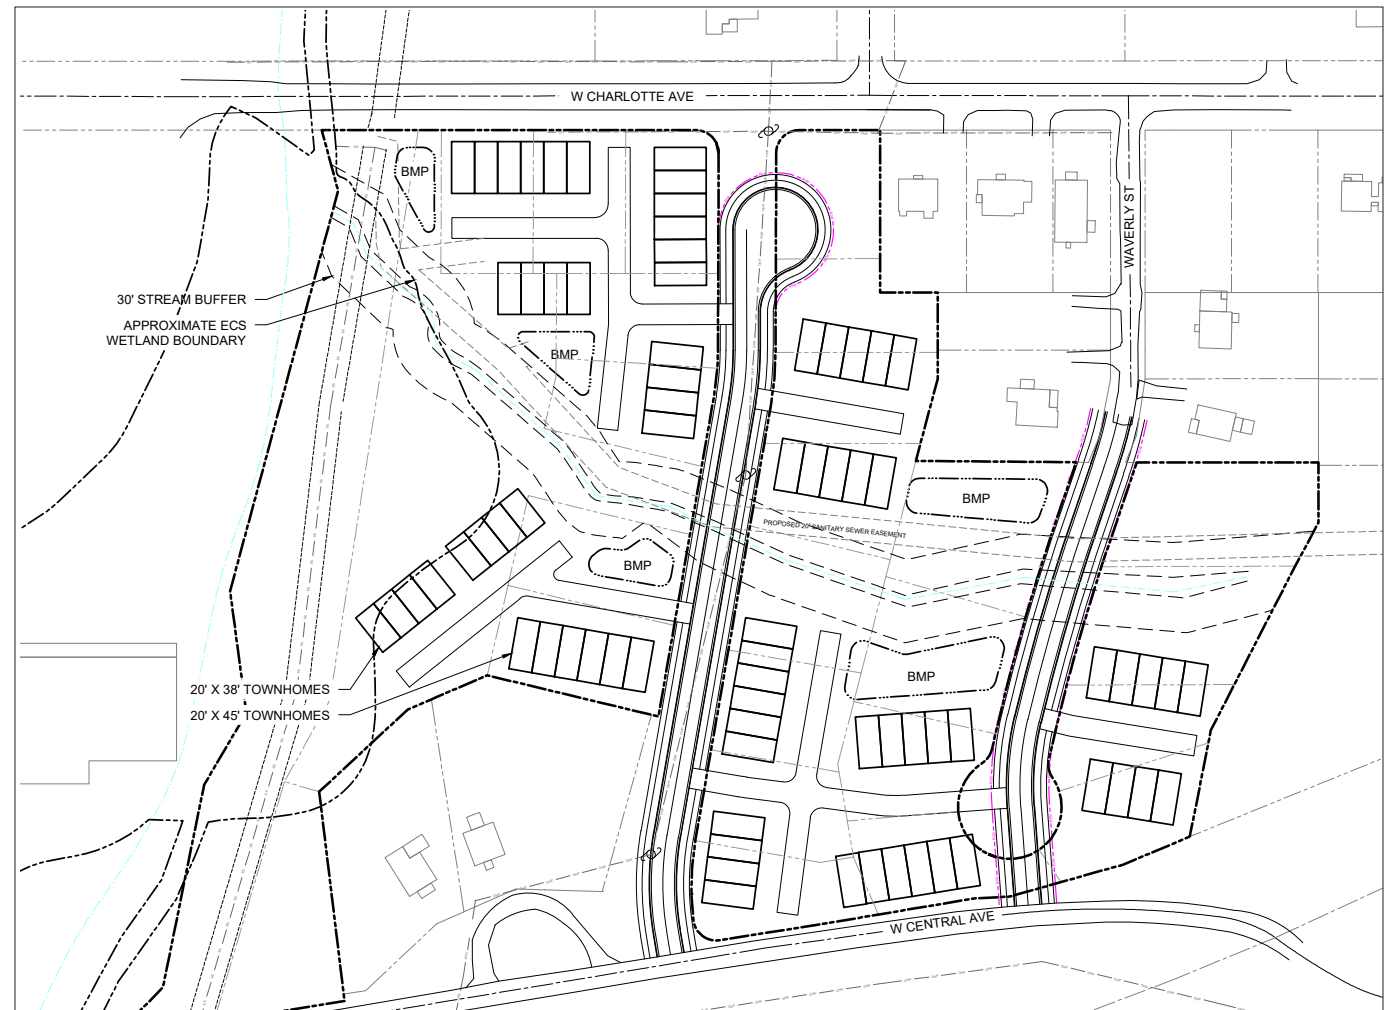 W CHARLOTTE AVE
BMP
WAVERLY ST
30' STREAM BUFFER
APPROXIMATE ECS
WETLAND BOUNDARY
BMP
BMP
PROPOSED 20' SANITARY SEWER EASEMENT
BMP
BMP
20' X 38' TOWNHOMES
20' X 45' TOWNHOMES
W CENTRAL AVE